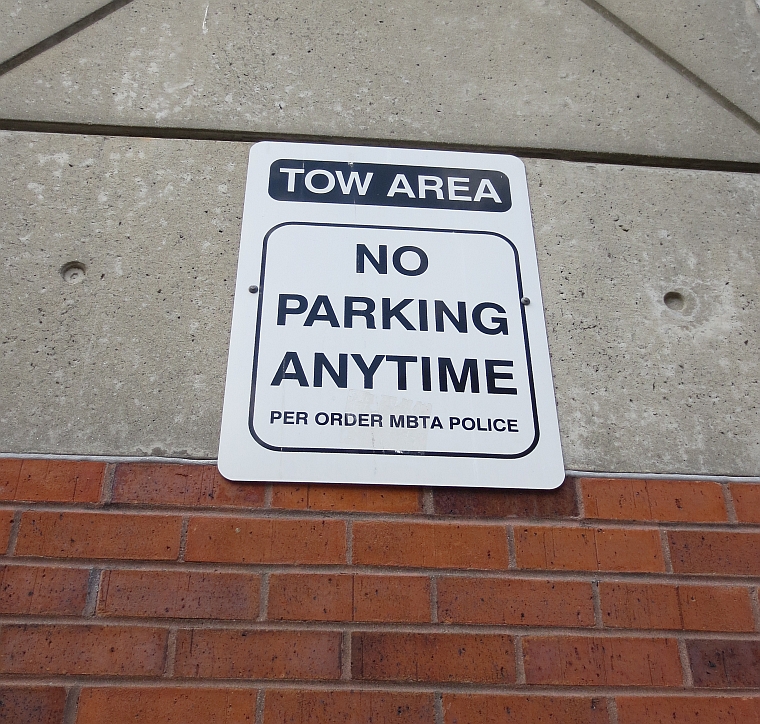 TOW AREA
NO
PARKING
ANYTIME
PER ORDER MBTA POLICE